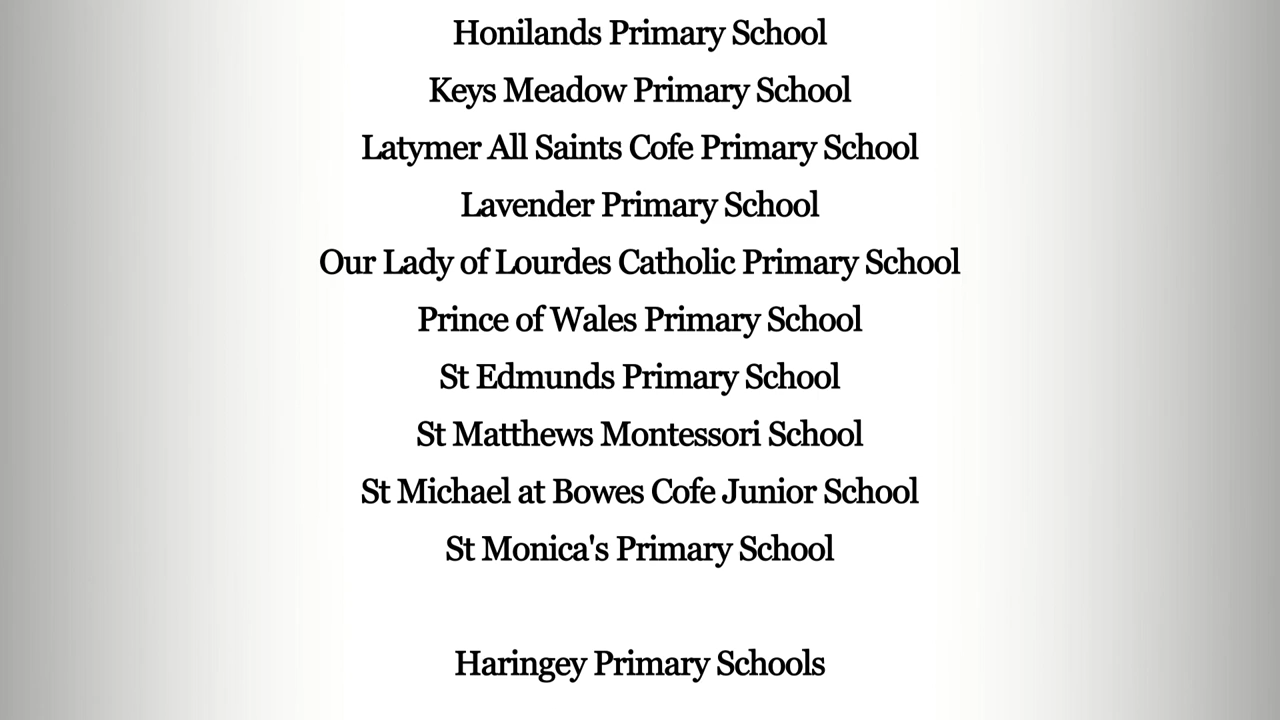 Honilands Primary School
Keys Meadow Primary School
Latymer All Saints Cofe Primary School
Lavender Primary School
Our Lady of Lourdes Catholic Primary School
Prince of Wales Primary School
St Edmunds Primary School
St Matthews Montessori School
St Michael at Bowes Cofe Junior School
St Monica's Primary School
Haringey Primary Schools